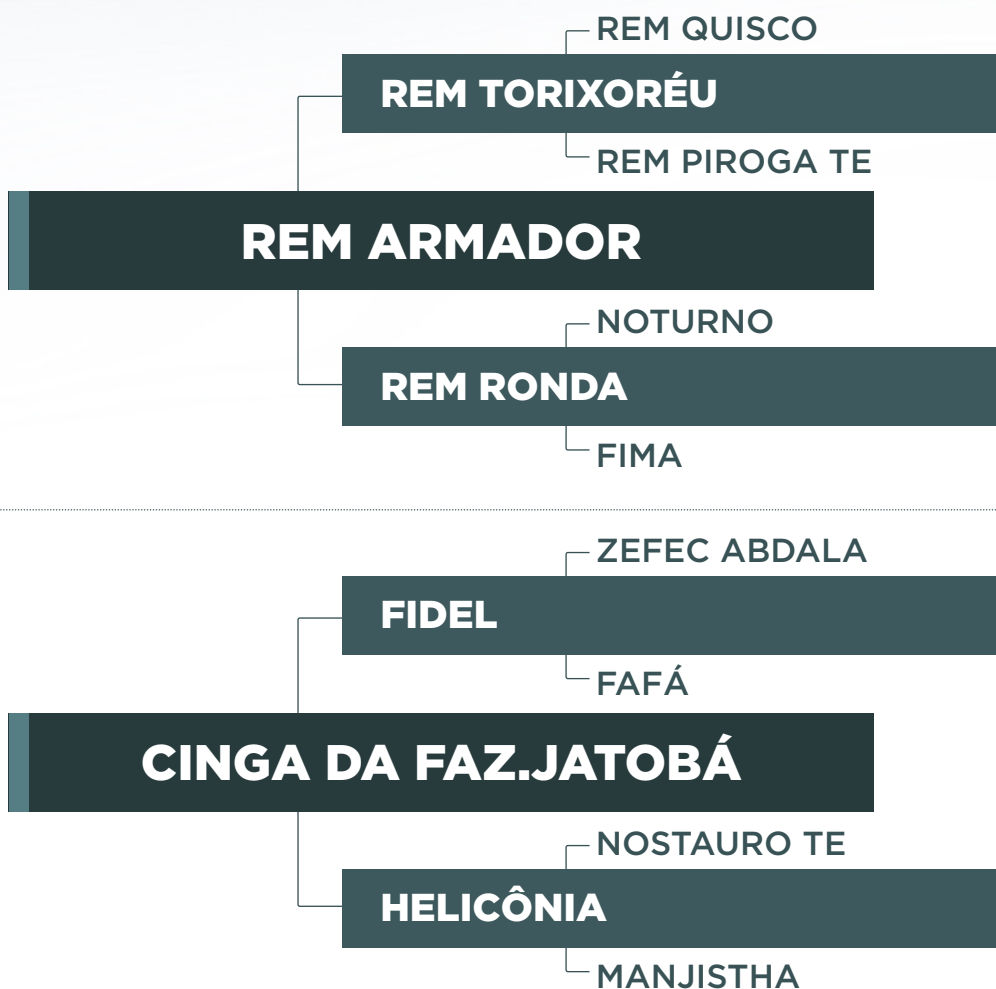 REM QUISCO
REM TORIXORÉU
REM PIROGA TE
REM ARMADOR
NOTURNO
REM RONDA
FIMA
ZEFEC ABDALA
FIDEL
FAFÁ
CINGA DA FAZ.JATOBÁ
NOSTAURO TE
HELICÔNIA
MANJISTHA